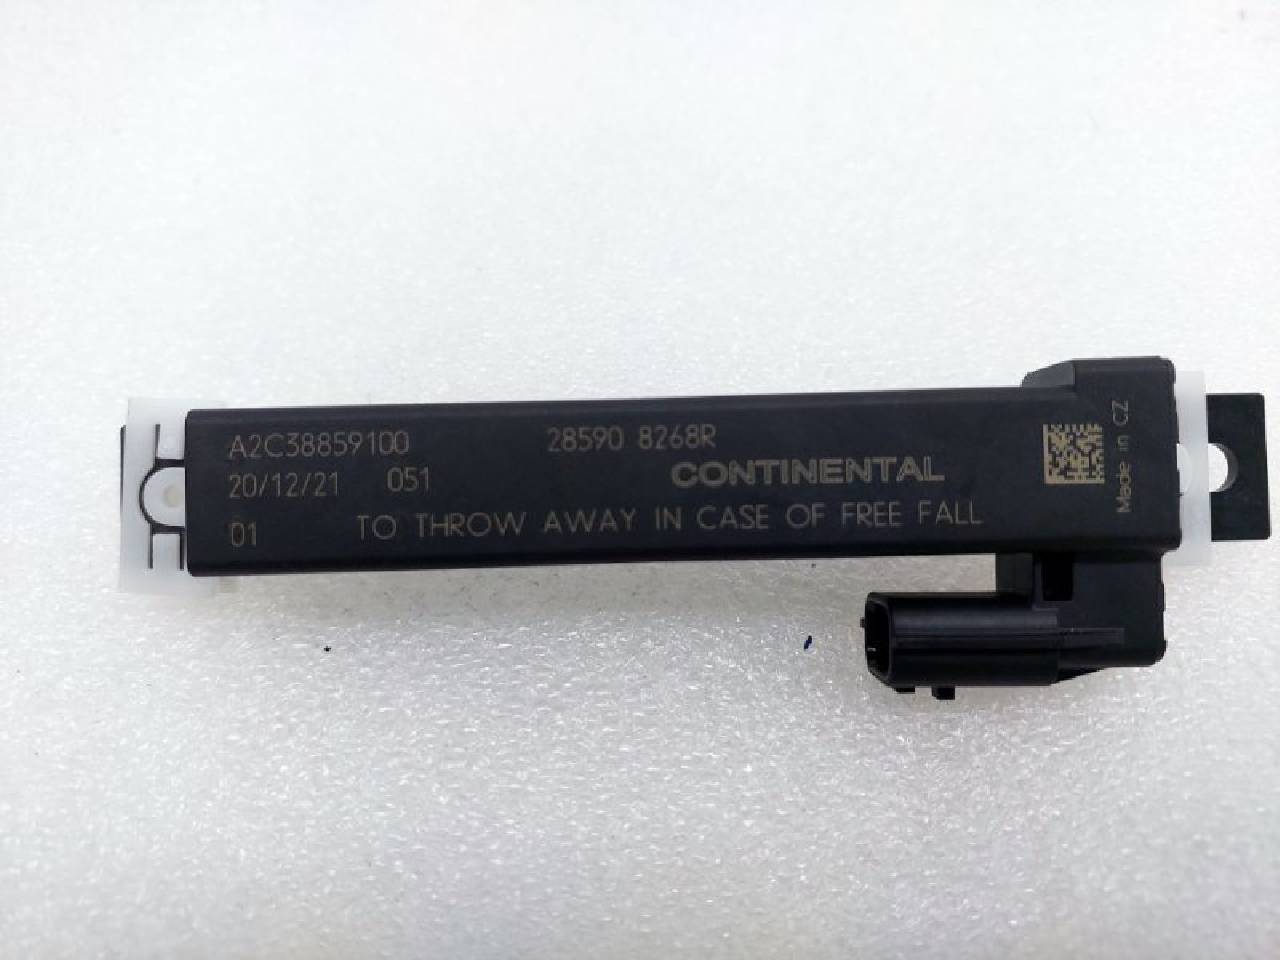 A2C38859100 28590 8268R
20/12/21 051 CONTINENTAL
01 TO THROW AWAY IN CASE OF FREE FALL
Made in CZ